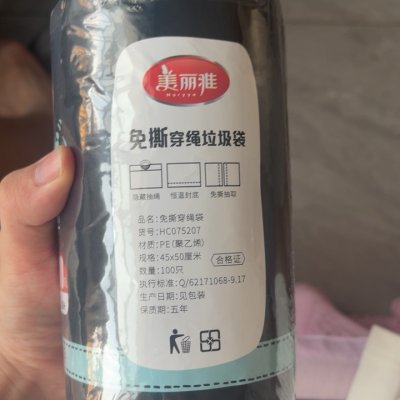 美丽雅
免撕穿绳垃圾袋
隐藏抽绳 恒温封底 免撕抽取
品名:免撕穿绳袋
货号:HC075207
材质:PE(聚乙烯)
规格:45x50厘米
数量:100只
合格证
执行标准:Q/62171068-9.17
生产日期:见包装
保质期:五年